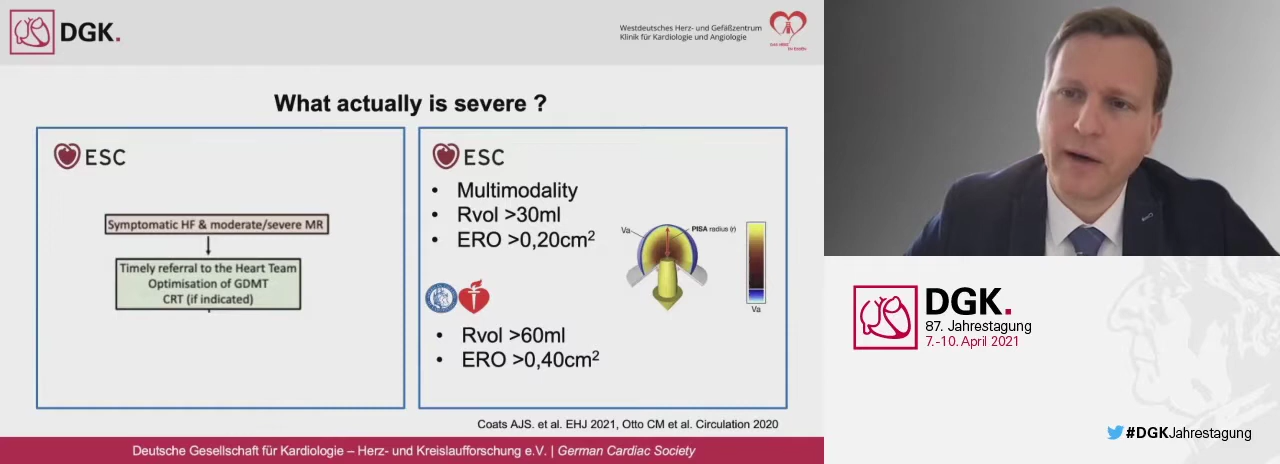 DGK.
Westdeutsches Herz- und Gefäßzentrum
Klinik für Kardiologie und Angiologie
What actually is severe ?
ESC
Symptomatic HF & moderate/severe MR
Timely referral to the Heart Team
Optimisation of GDMT
CRT (if indicated)
ESC
• Multimodality
• Rvol >30ml
• ERO >0,20cm²
Va
PISA radius (r)
Va
• Rvol >60ml
• ERO >0,40cm²
Coats AJS. et al. EHJ 2021, Otto CM et al. Circulation 2020
Deutsche Gesellschaft für Kardiologie – Herz- und Kreislaufforschung e.V. | German Cardiac Society
DGK.
87. Jahrestagung
7.-10. April 2021
#DGKJahrestagung